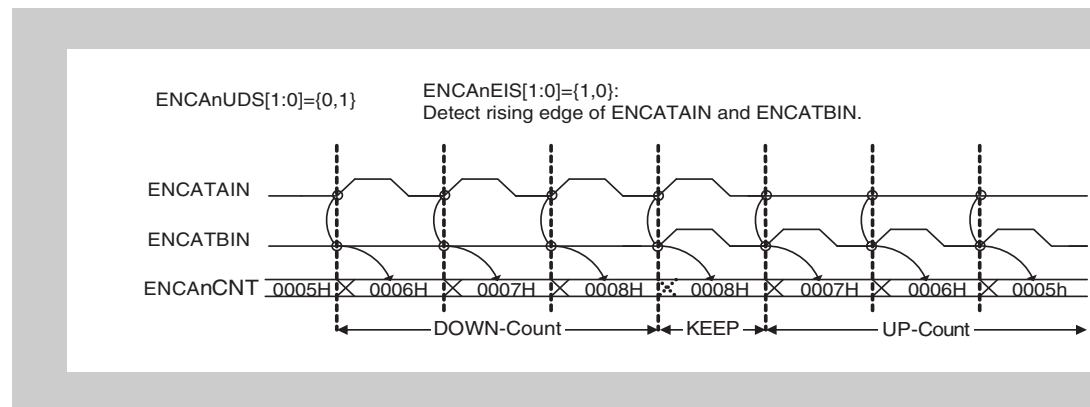 ENCAnUDS[1:0]={0,1}
ENCAnEIS[1:0]={1,0}:
Detect rising edge of ENCATAIN and ENCATBIN.
ENCATAIN
ENCATBIN
ENCAnCNT 0005H 0006H 0007H 0008H 0008H 0007H 0006H 0005h
DOWN-Count KEEP UP-Count